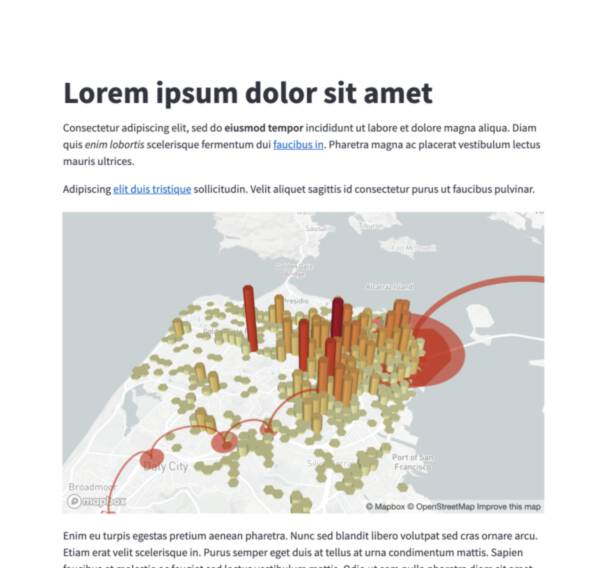 Lorem ipsum dolor sit amet
Consectetur adipiscing elit, sed do eiusmod tempor incididunt ut labore et dolore magna aliqua. Diam
quis enim lobortis scelerisque fermentum dui faucibus in. Pharetra magna ac placerat vestibulum lectus
mauris ultrices.
Adipiscing elit duis tristique sollicitudin. Velit aliquet sagittis id consectetur purus ut faucibus pulvinar.
Alcatraz Island
Presidio
Daly City
Port of San
Francisco
Broadmoor
mapbox
© Mapbox © OpenStreetMap Improve this map
Enim eu turpis egestas pretium aenean pharetra. Nunc sed blandit libero volutpat sed cras ornare arcu.
Etiam erat velit scelerisque in. Purus semper eget duis at tellus at urna condimentum mattis. Sapien